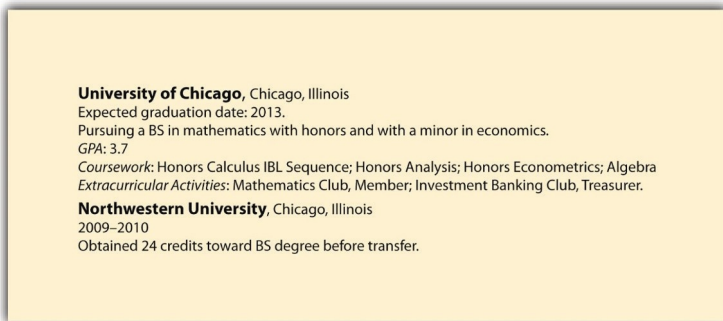 University of Chicago, Chicago, Illinois
Expected graduation date: 2013.
Pursuing a BS in mathematics with honors and with a minor in economics.
GPA: 3.7
Coursework: Honors Calculus IBL Sequence; Honors Analysis; Honors Econometrics; Algebra
Extracurricular Activities: Mathematics Club, Member; Investment Banking Club, Treasurer.
Northwestern University, Chicago, Illinois
2009–2010
Obtained 24 credits toward BS degree before transfer.